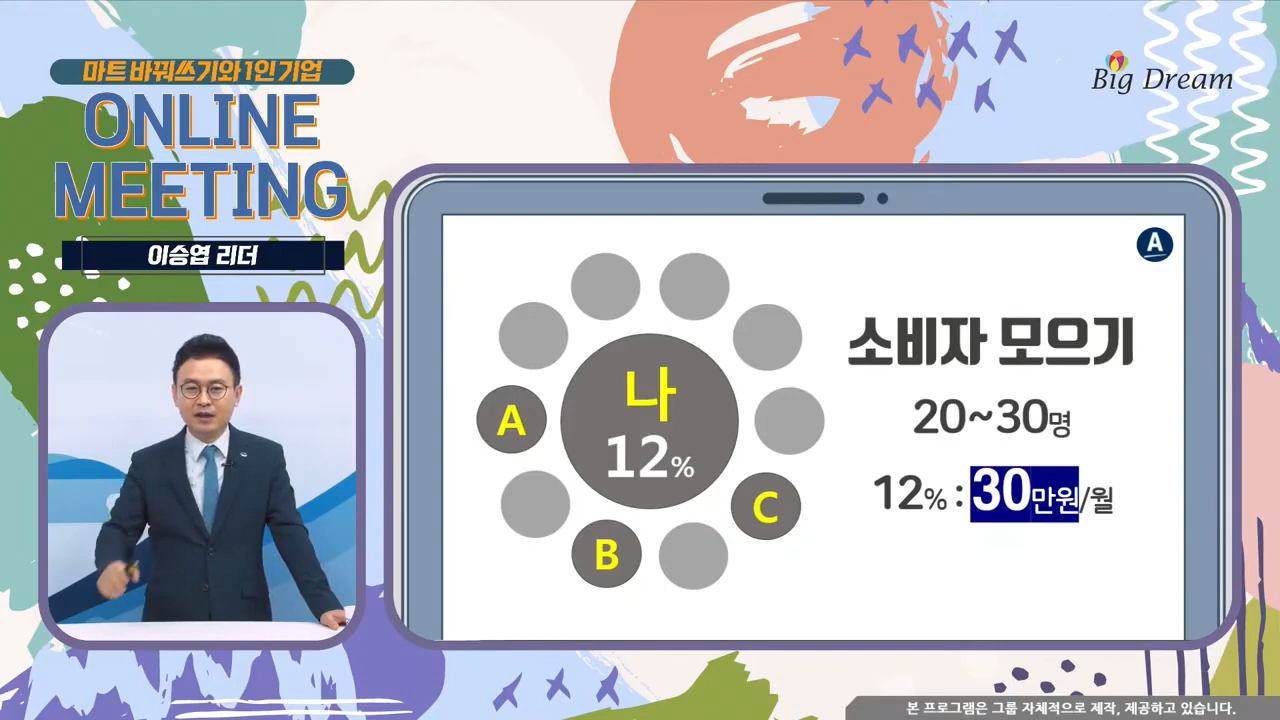 마트 바꿔쓰기와 1인 기업
ONLINE
MEETING
이승엽 리더
Big Dream
A
나
12%
A
B
C
소비자 모으기
20~30명
12% : 30만원/월
본 프로그램은 그룹 자체적으로 제작, 제공하고 있습니다.